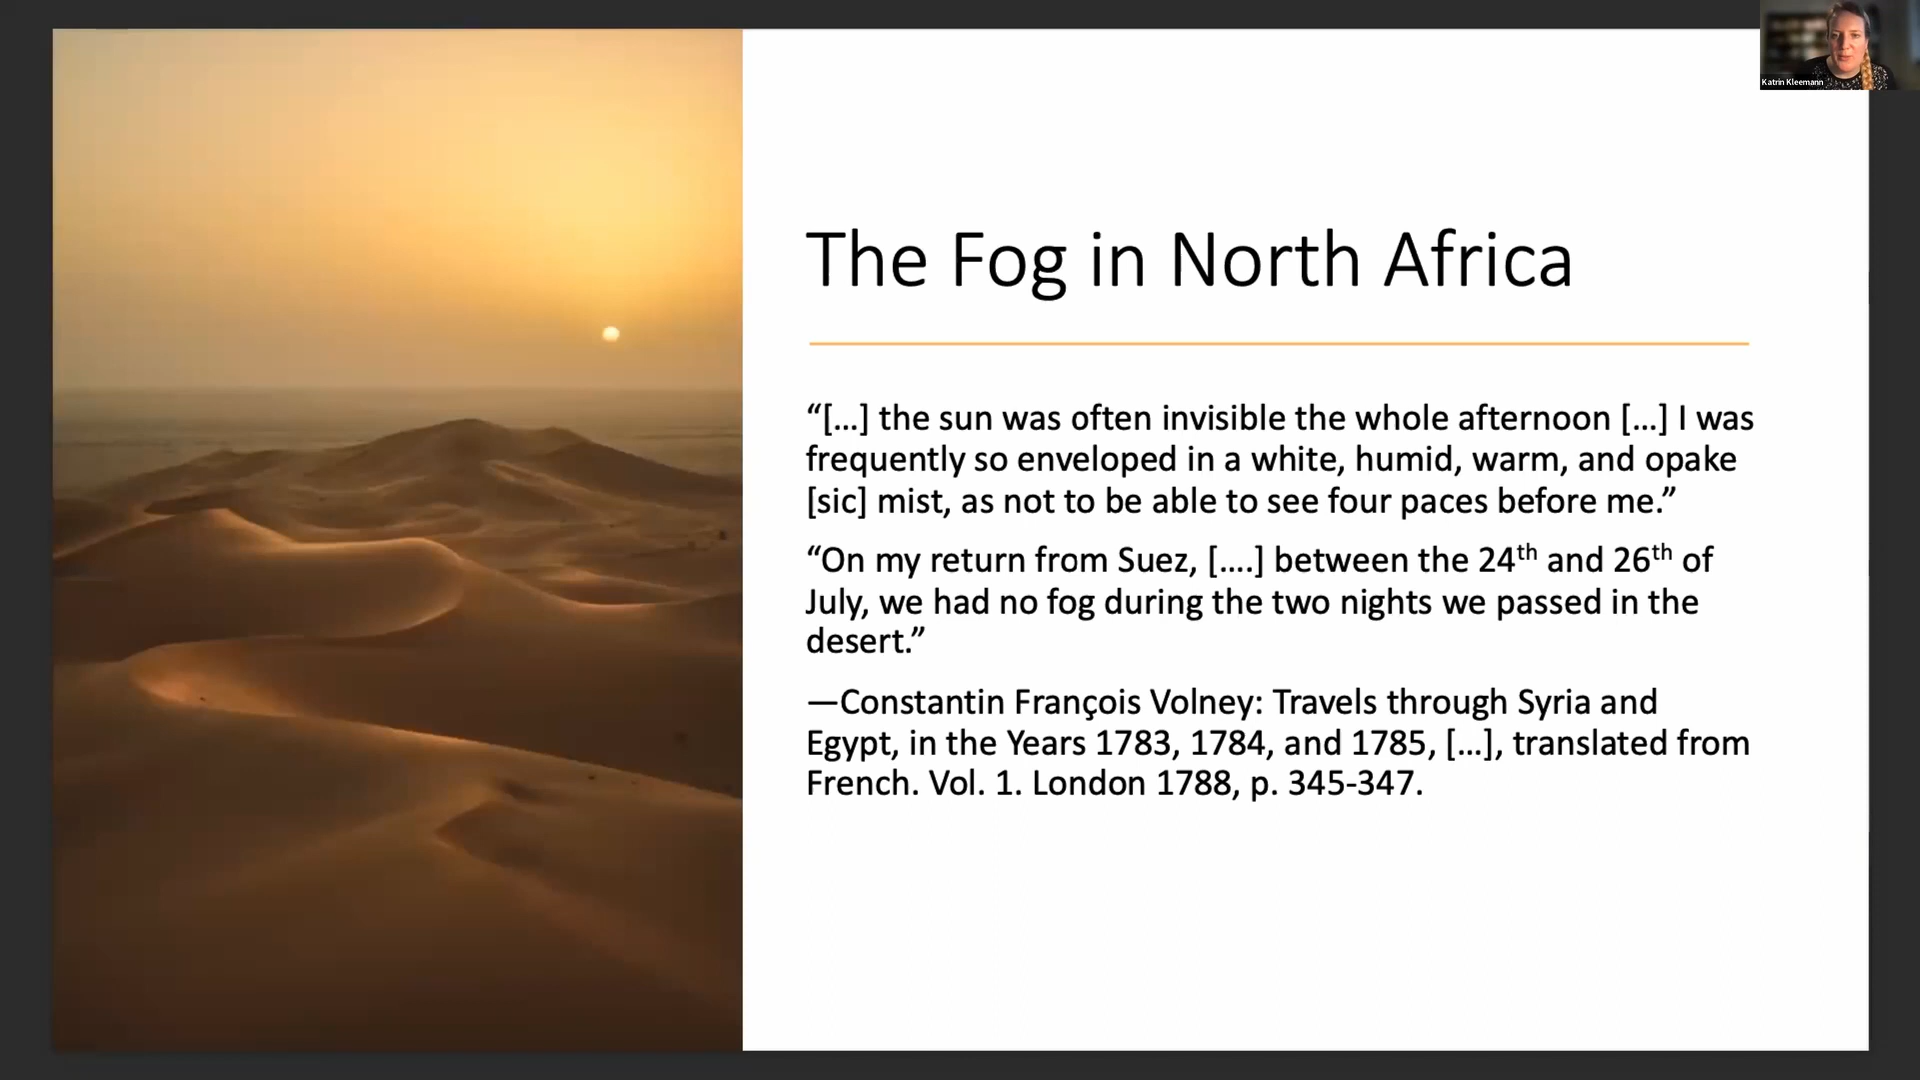 Katrin Kleemann
The Fog in North Africa
“[…] the sun was often invisible the whole afternoon […] I was
frequently so enveloped in a white, humid, warm, and opake
[sic] mist, as not to be able to see four paces before me.”
“On my return from Suez, [….] between the 24th and 26th of
July, we had no fog during the two nights we passed in the
desert.”
—Constantin François Volney: Travels through Syria and
Egypt, in the Years 1783, 1784, and 1785, […], translated from
French. Vol. 1. London 1788, p. 345-347.